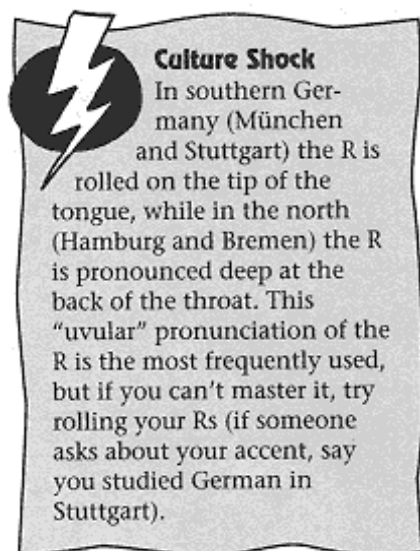 Culture Shock
In southern Ger-
many (München
and Stuttgart) the R is
rolled on the tip of the
tongue, while in the north
(Hamburg and Bremen) the R
is pronounced deep at the
back of the throat. This
“uvular” pronunciation of the
R is the most frequently used,
but if you can’t master it, try
rolling your Rs (if someone
asks about your accent, say
you studied German in
Stuttgart).